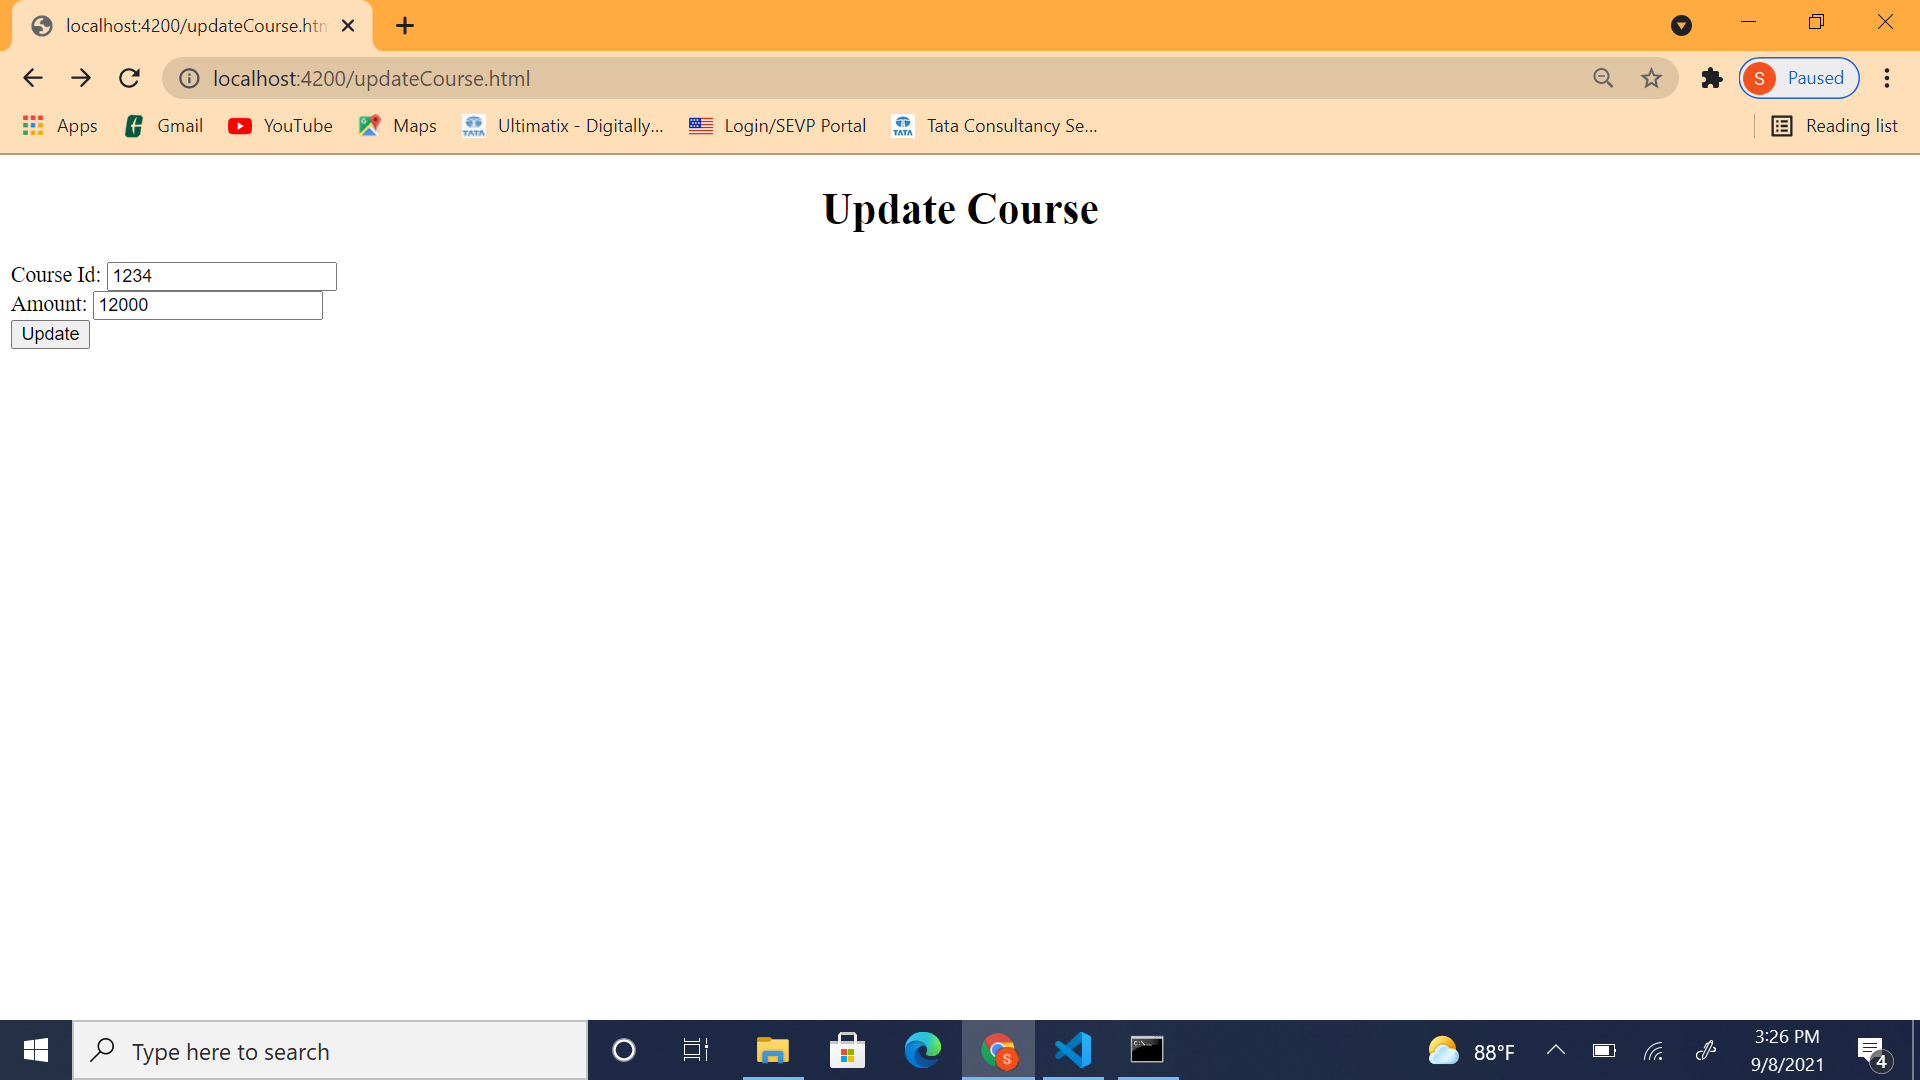 localhost:4200/updateCourse.htm
localhost:4200/updateCourse.html
S Paused
Apps Gmail YouTube Maps TATA Ultimatix - Digitally... Login/SEVP Portal TATA Tata Consultancy Se... Reading list
Update Course
Course Id: 1234
Amount: 12000
Update
Type here to search
S
C:\_
88°F
3:26 PM
9/8/2021
4